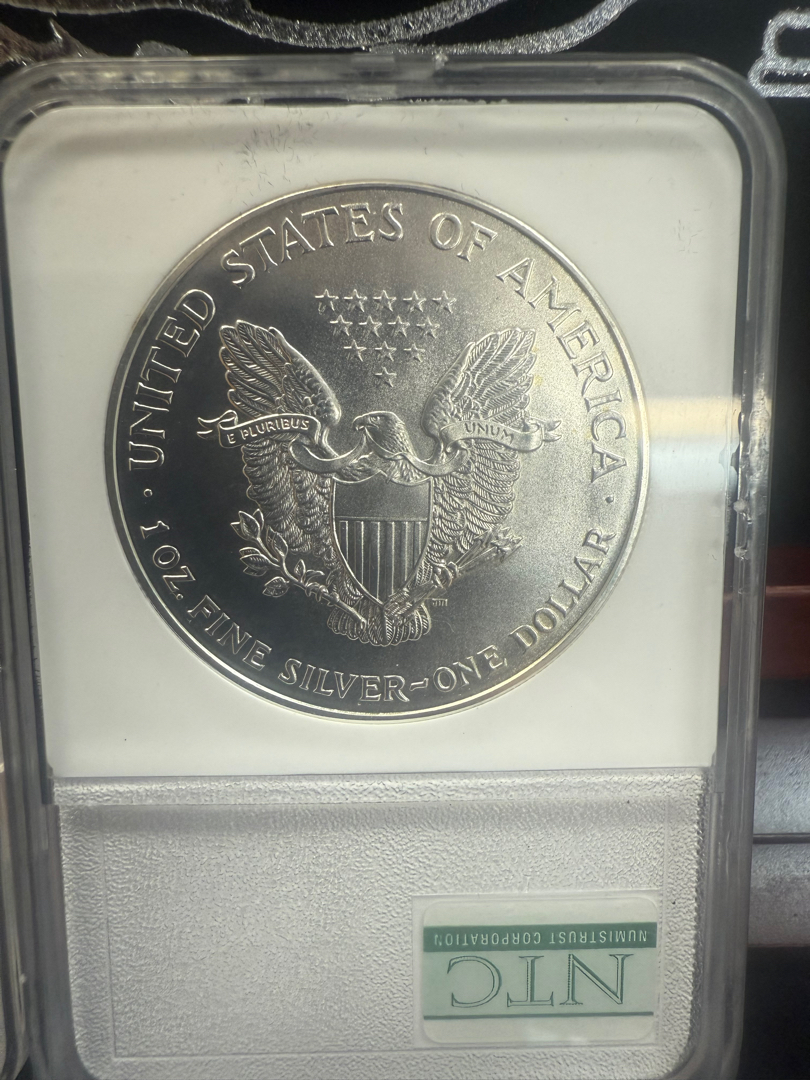 UNITED STATES OF AMERICA
E PLURIBUS
UNUM
1 OZ. FINE SILVER~ONE DOLLAR
NTC
NUMISTRUST CORPORATION